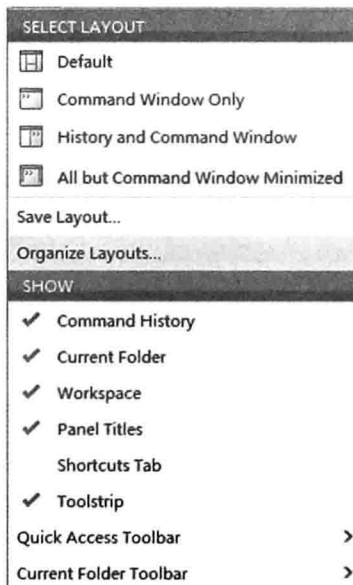 SELECT LAYOUT
Default
Command Window Only
History and Command Window
All but Command Window Minimized
Save Layout...
Organize Layouts...
SHOW
Command History
Current Folder
Workspace
Panel Titles
Shortcuts Tab
Toolstrip
Quick Access Toolbar
Current Folder Toolbar